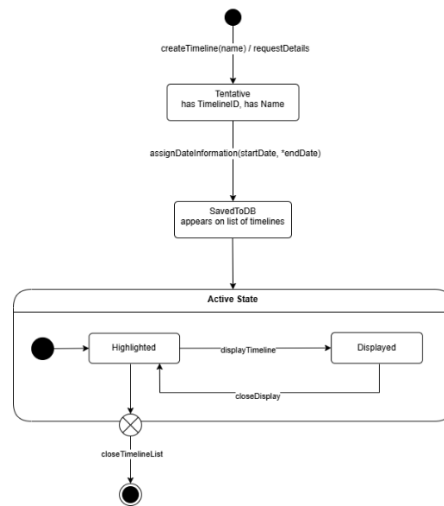 createTimeline(name) / requestDetails
Tentative
has TimelineID, has Name
assignDateInformation(startDate, *endDate)
SavedToDB
appears on list of timelines
Active State
Highlighted
displayTimeline
Displayed
closeDisplay
closeTimelineList